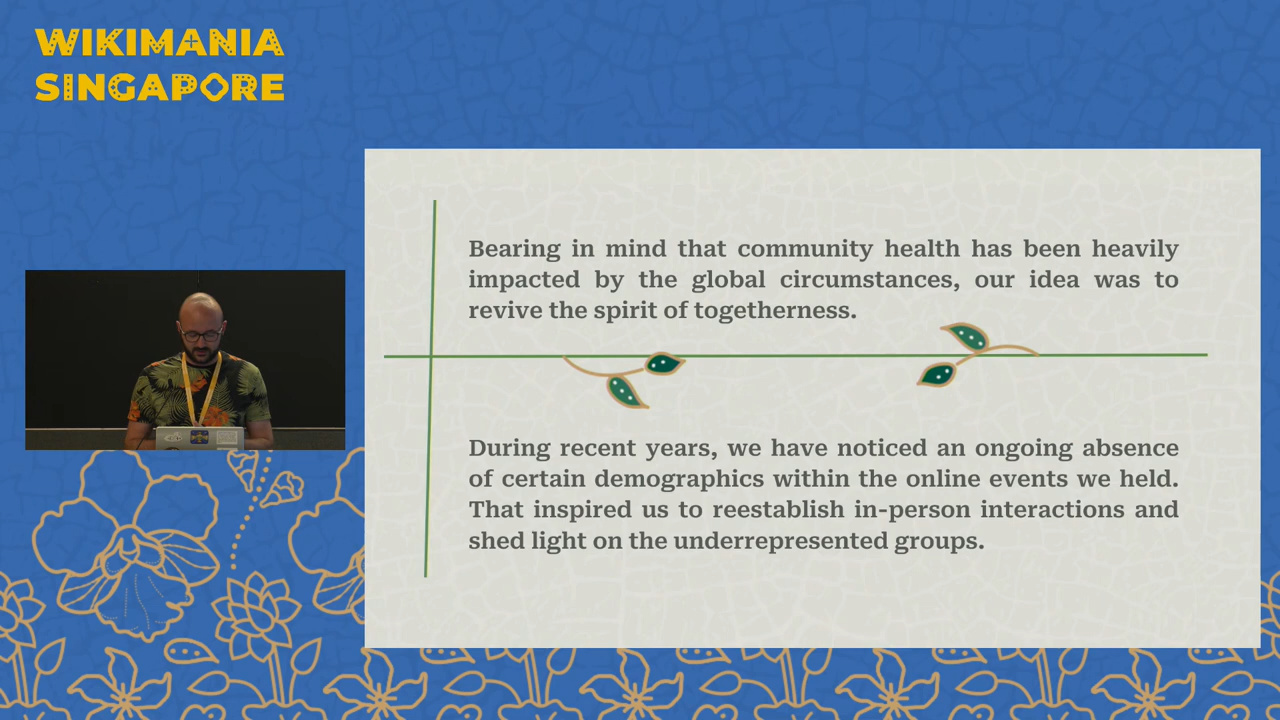 WIKIMANIA
SINGAPORE
Bearing in mind that community health has been heavily
impacted by the global circumstances, our idea was to
revive the spirit of togetherness.
During recent years, we have noticed an ongoing absence
of certain demographics within the online events we held.
That inspired us to reestablish in-person interactions and
shed light on the underrepresented groups.